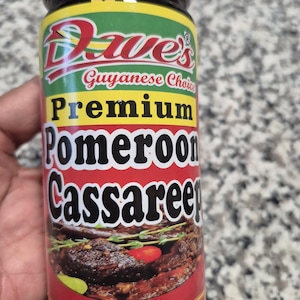 Dave's
Guyanese Choice
Premium
Pomeroon
Cassareep